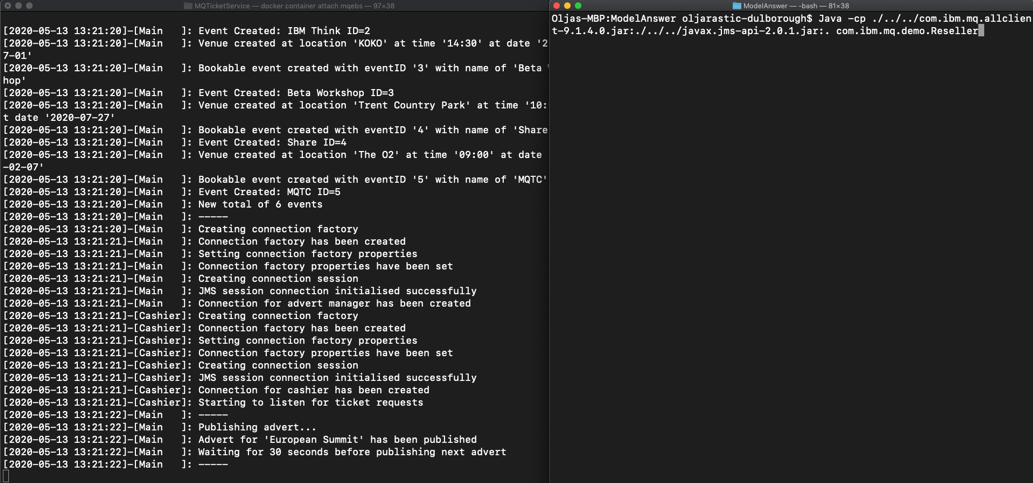 MQTicketService — docker container attach mqebs — 97×38
[2020-05-13 13:21:20]-[Main   ]: Event Created: IBM Think ID=2
[2020-05-13 13:21:20]-[Main   ]: Venue created at location 'KOKO' at time '14:30' at date '2
7-01'
[2020-05-13 13:21:20]-[Main   ]: Bookable event created with eventID '3' with name of 'Beta
hop'
[2020-05-13 13:21:20]-[Main   ]: Event Created: Beta Workshop ID=3
[2020-05-13 13:21:20]-[Main   ]: Venue created at location 'Trent Country Park' at time '10:
t date '2020-07-27'
[2020-05-13 13:21:20]-[Main   ]: Bookable event created with eventID '4' with name of 'Share
[2020-05-13 13:21:20]-[Main   ]: Event Created: Share ID=4
[2020-05-13 13:21:20]-[Main   ]: Venue created at location 'The O2' at time '09:00' at date
-02-07'
[2020-05-13 13:21:20]-[Main   ]: Bookable event created with eventID '5' with name of 'MQTC'
[2020-05-13 13:21:20]-[Main   ]: Event Created: MQTC ID=5
[2020-05-13 13:21:20]-[Main   ]: New total of 6 events
[2020-05-13 13:21:20]-[Main   ]: -----
[2020-05-13 13:21:20]-[Main   ]: Creating connection factory
[2020-05-13 13:21:21]-[Main   ]: Connection factory has been created
[2020-05-13 13:21:21]-[Main   ]: Setting connection factory properties
[2020-05-13 13:21:21]-[Main   ]: Connection factory properties have been set
[2020-05-13 13:21:21]-[Main   ]: Creating connection session
[2020-05-13 13:21:21]-[Main   ]: JMS session connection initialised successfully
[2020-05-13 13:21:21]-[Main   ]: Connection for advert manager has been created
[2020-05-13 13:21:21]-[Cashier]: Creating connection factory
[2020-05-13 13:21:21]-[Cashier]: Connection factory has been created
[2020-05-13 13:21:21]-[Cashier]: Setting connection factory properties
[2020-05-13 13:21:21]-[Cashier]: Connection factory properties have been set
[2020-05-13 13:21:21]-[Cashier]: Creating connection session
[2020-05-13 13:21:21]-[Cashier]: JMS session connection initialised successfully
[2020-05-13 13:21:21]-[Cashier]: Connection for cashier has been created
[2020-05-13 13:21:21]-[Cashier]: Starting to listen for ticket requests
[2020-05-13 13:21:22]-[Main   ]: -----
[2020-05-13 13:21:22]-[Main   ]: Publishing advert...
[2020-05-13 13:21:22]-[Main   ]: Advert for 'European Summit' has been published
[2020-05-13 13:21:22]-[Main   ]: Waiting for 30 seconds before publishing next advert
[2020-05-13 13:21:22]-[Main   ]: -----
ModelAnswer — -bash — 81×38
Oljas-MBP:ModelAnswer oljarastic-dulborough$ Java -cp ./../../com.ibm.mq.allclien
t-9.1.4.0.jar:./../../javax.jms-api-2.0.1.jar:. com.ibm.mq.demo.Reseller